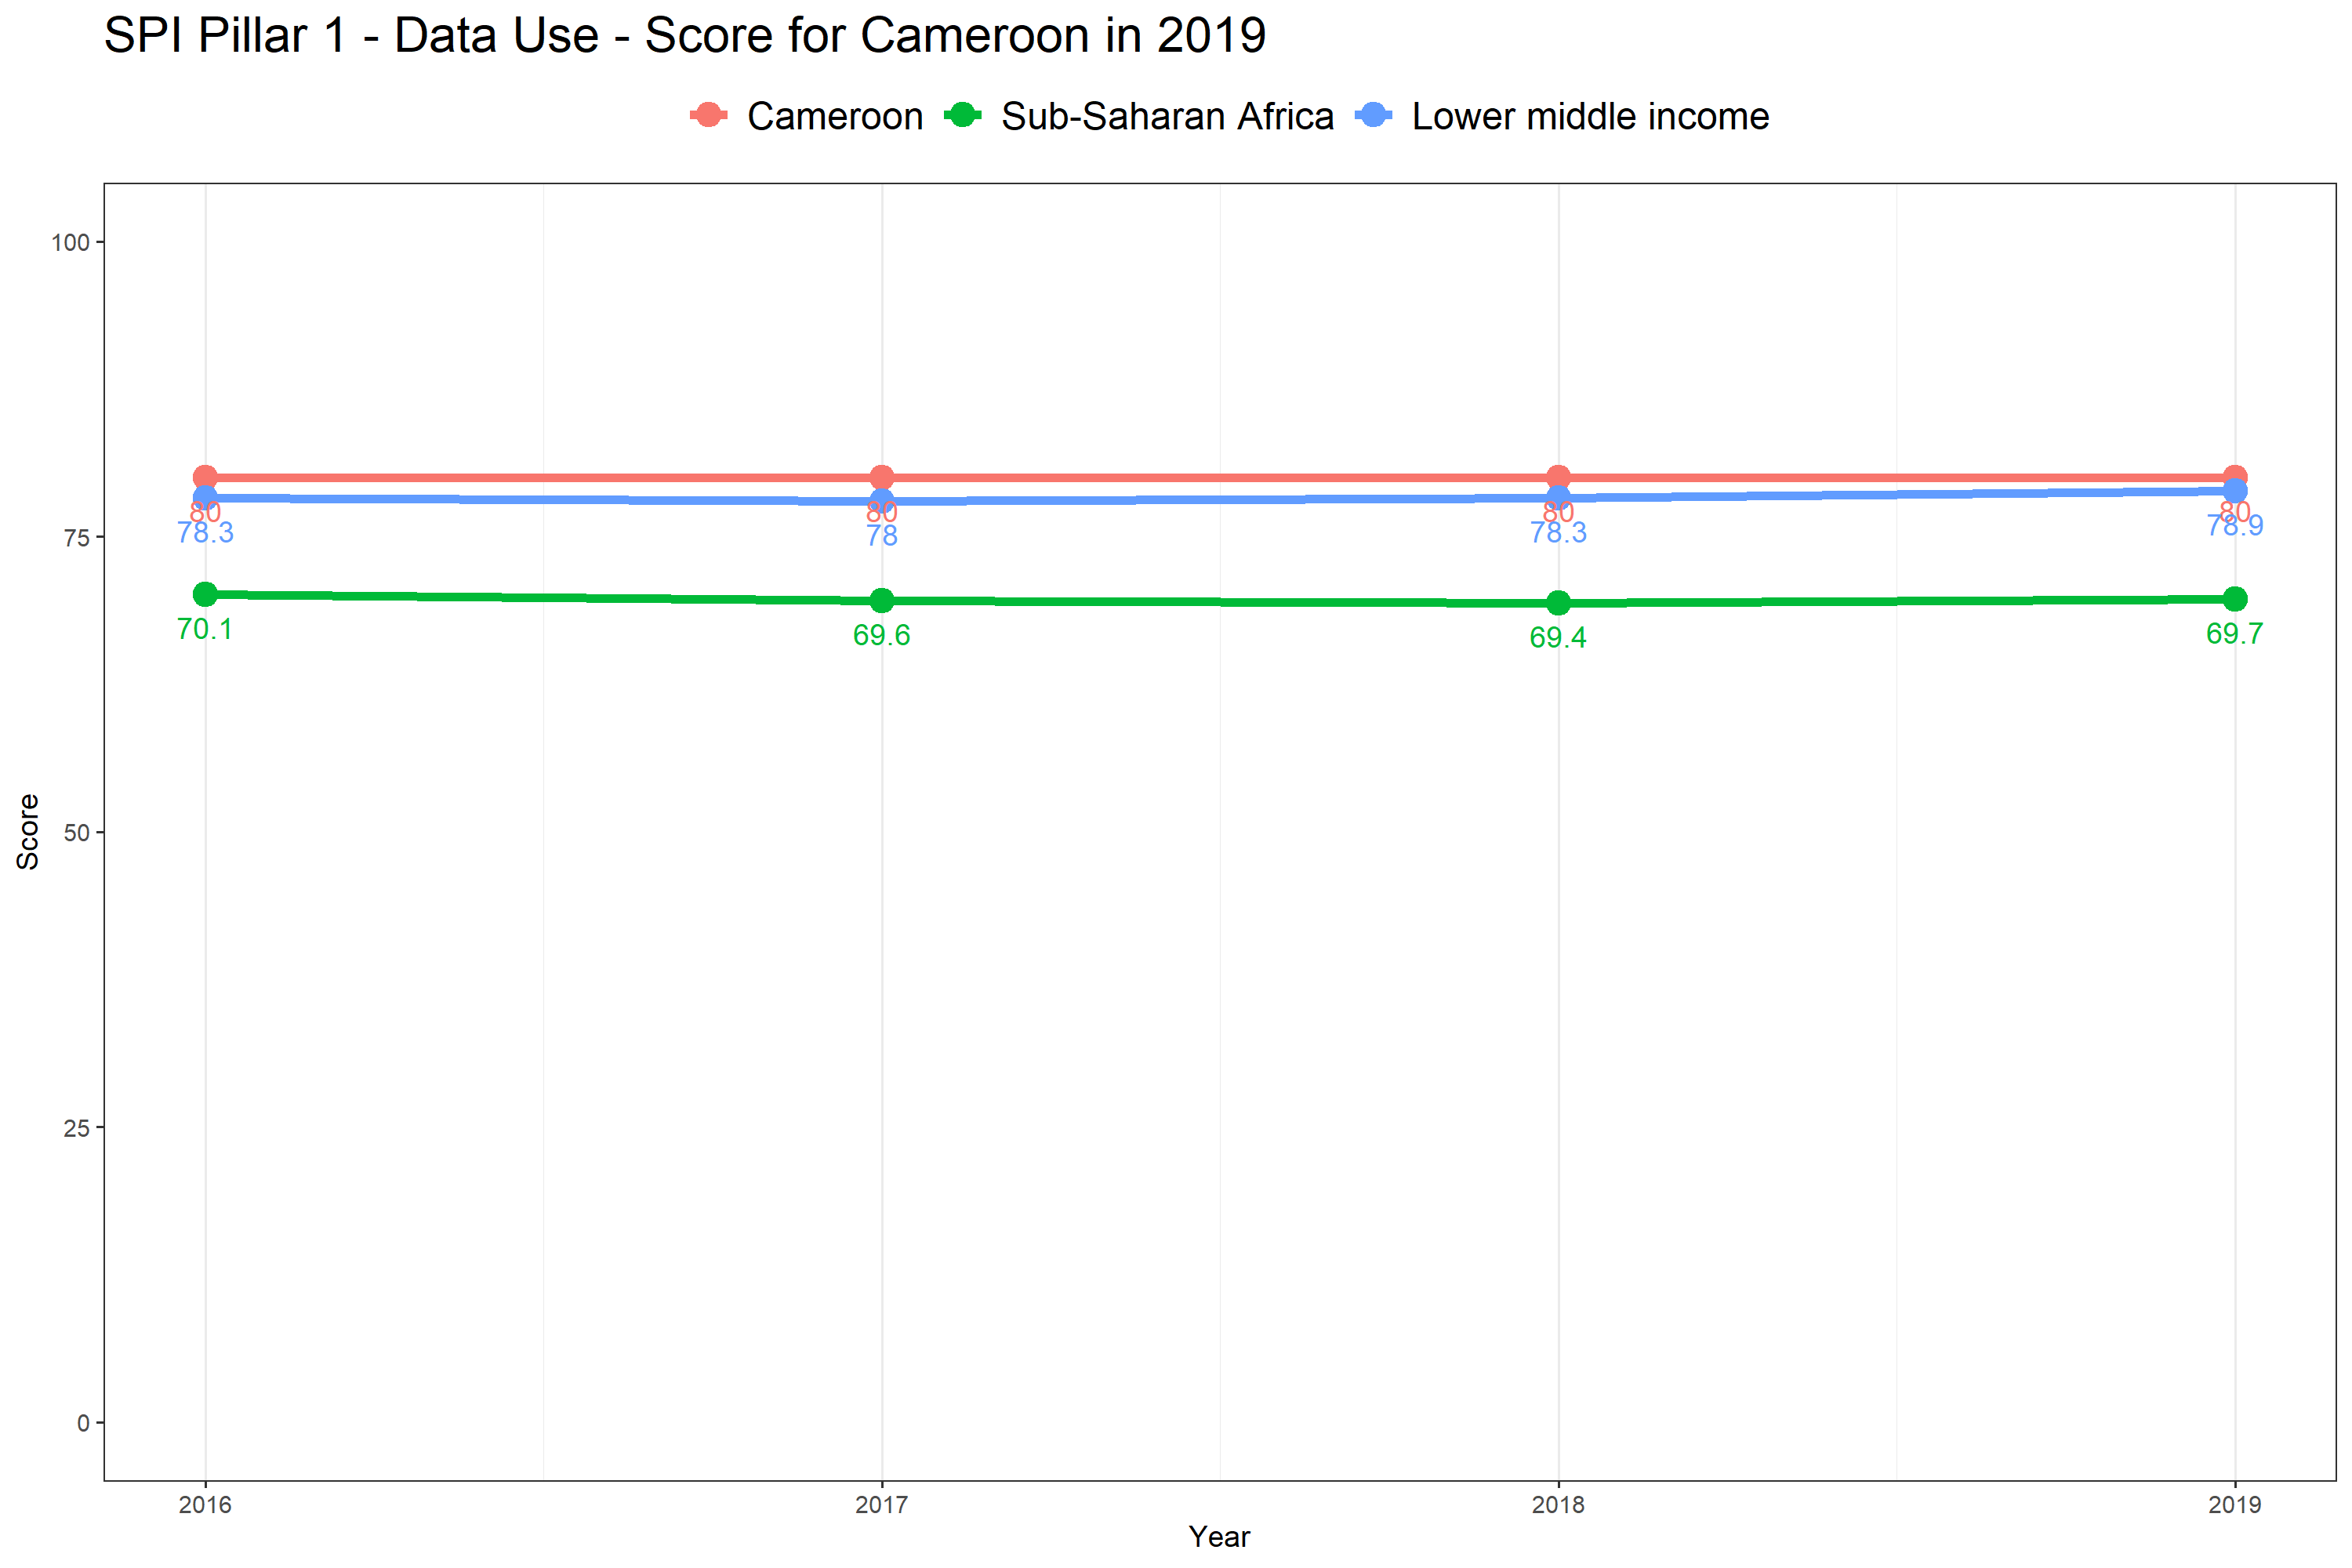 SPI Pillar 1 - Data Use - Score for Cameroon in 2019
Cameroon Sub-Saharan Africa Lower middle income
100
75
50
25
0
Score
80 80 80 80
78.3 78 78.3 78.9
70.1 69.6 69.4 69.7
2016 2017 2018 2019
Year